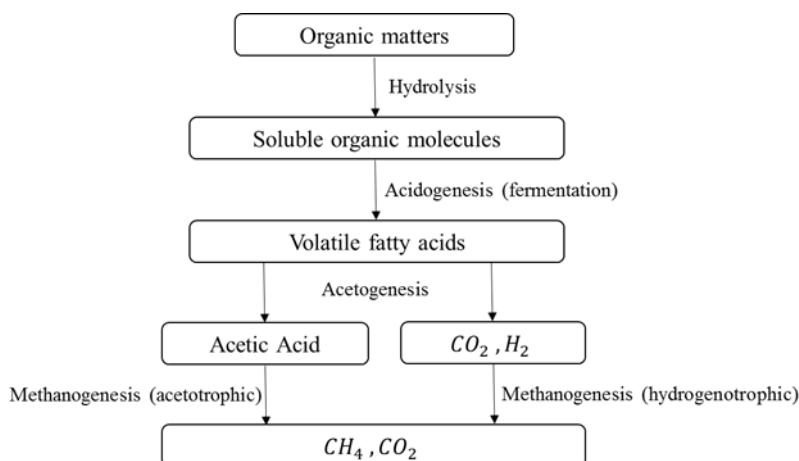 Organic matters
Hydrolysis
Soluble organic molecules
Acidogenesis (fermentation)
Volatile fatty acids
Acetogenesis
Acetic Acid
CO₂ , H₂
Methanogenesis (acetotrophic)
Methanogenesis (hydrogenotrophic)
CH₄ , CO₂